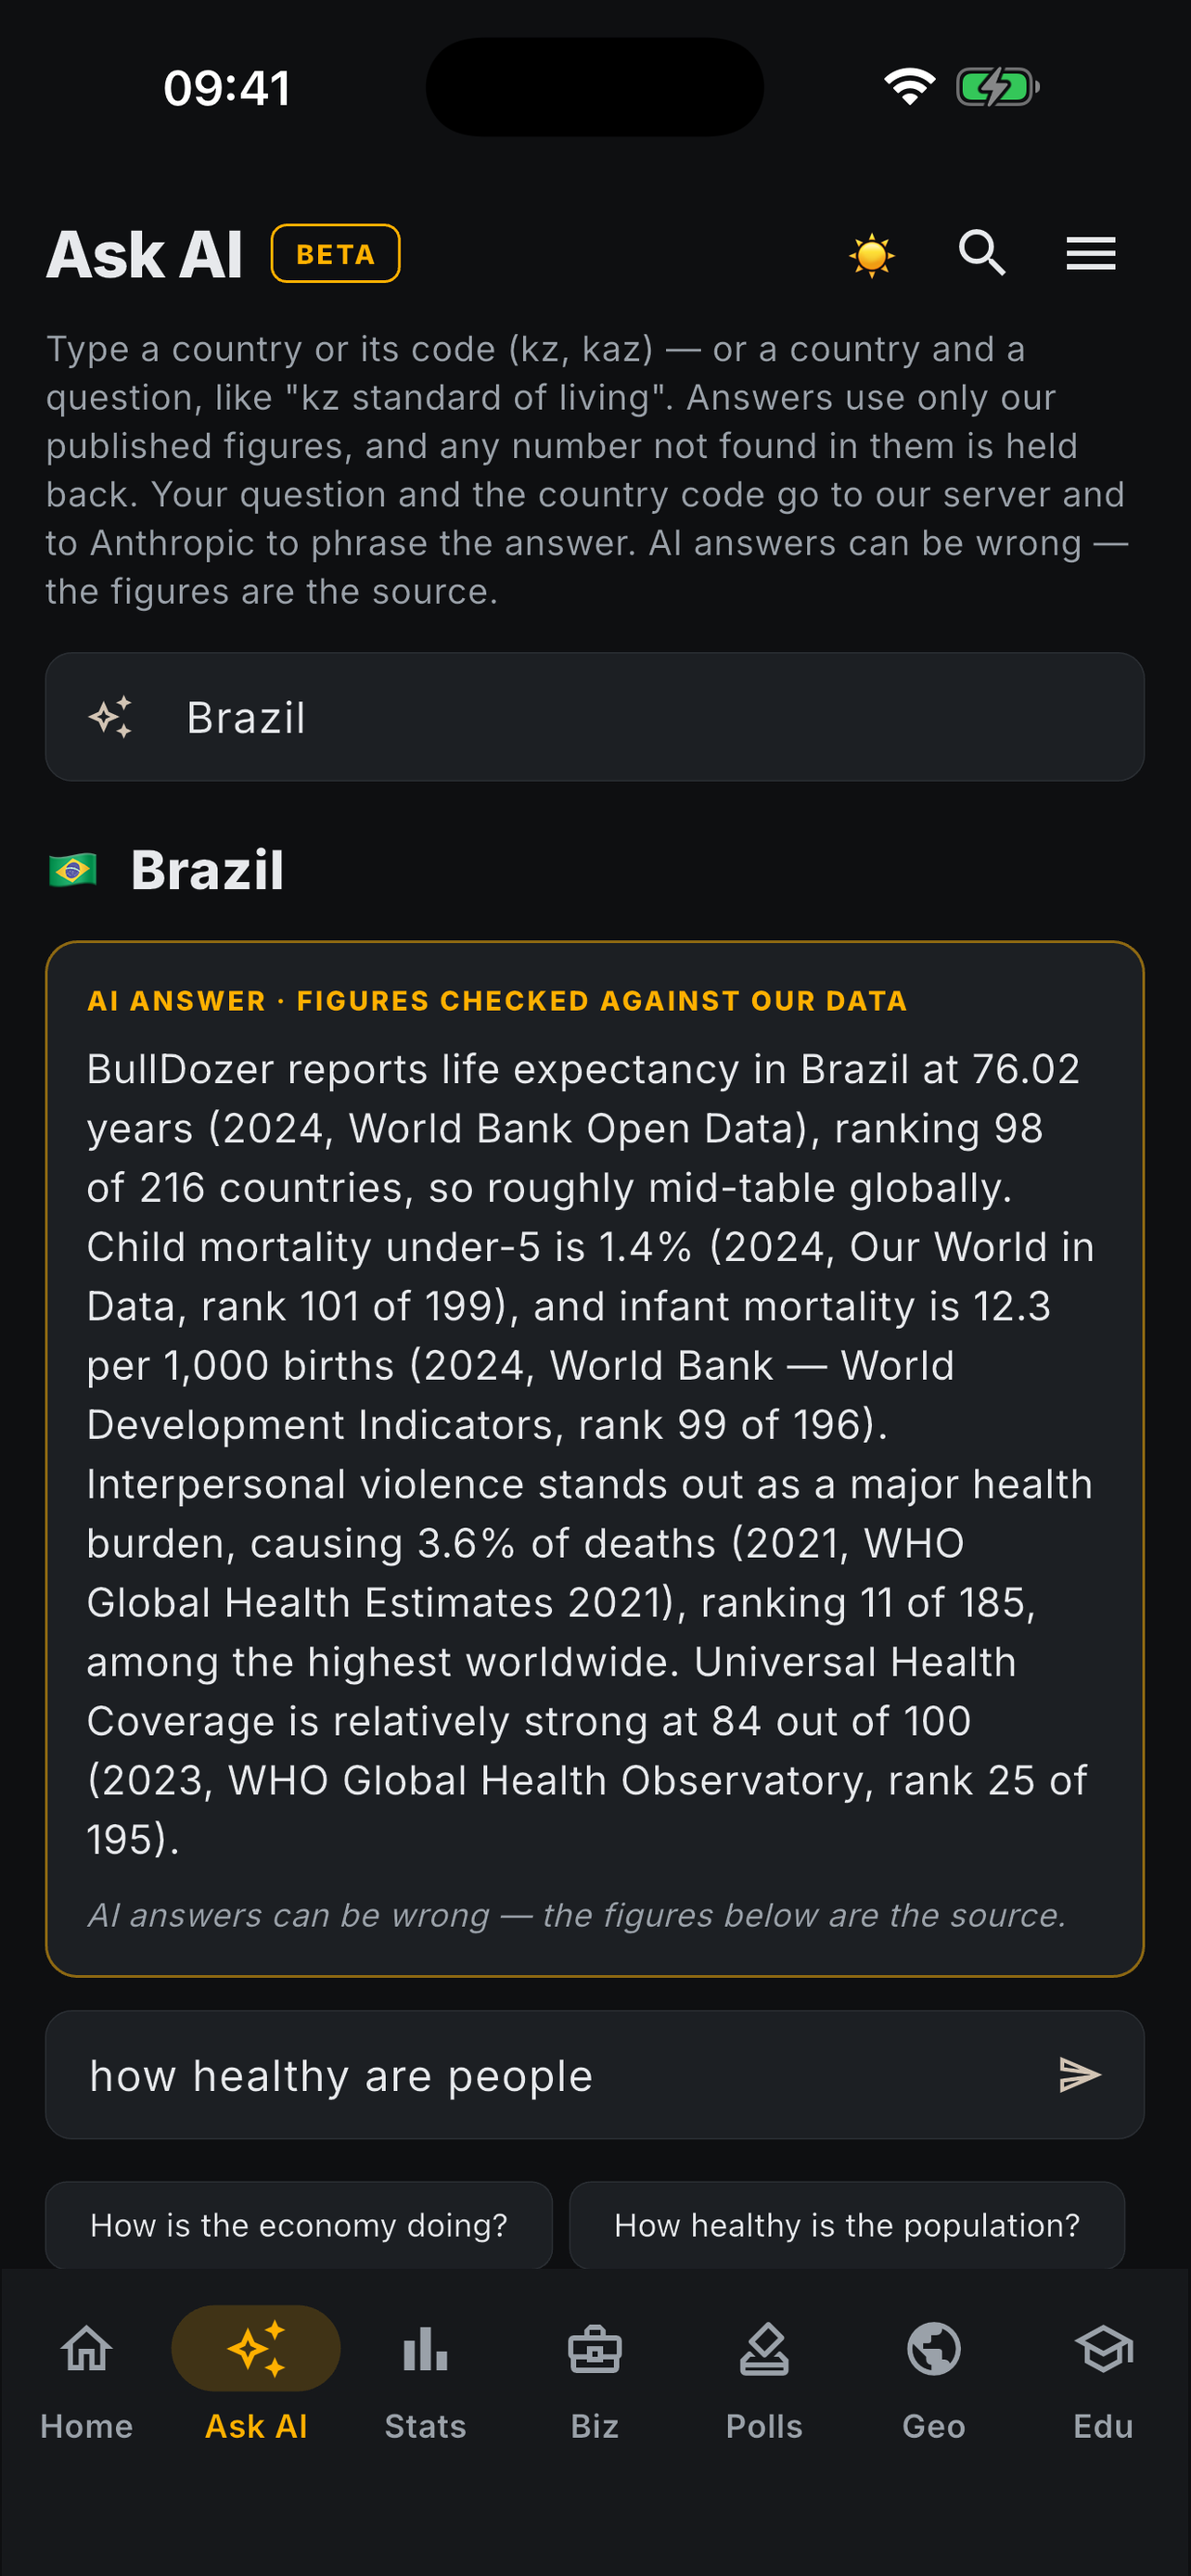 09:41
Ask AI BETA
Type a country or its code (kz, kaz) — or a country and a
question, like "kz standard of living". Answers use only our
published figures, and any number not found in them is held
back. Your question and the country code go to our server and
to Anthropic to phrase the answer. AI answers can be wrong —
the figures are the source.
Brazil
Brazil
AI ANSWER · FIGURES CHECKED AGAINST OUR DATA
BullDozer reports life expectancy in Brazil at 76.02
years (2024, World Bank Open Data), ranking 98
of 216 countries, so roughly mid-table globally.
Child mortality under-5 is 1.4% (2024, Our World in
Data, rank 101 of 199), and infant mortality is 12.3
per 1,000 births (2024, World Bank — World
Development Indicators, rank 99 of 196).
Interpersonal violence stands out as a major health
burden, causing 3.6% of deaths (2021, WHO
Global Health Estimates 2021), ranking 11 of 185,
among the highest worldwide. Universal Health
Coverage is relatively strong at 84 out of 100
(2023, WHO Global Health Observatory, rank 25 of
195).
AI answers can be wrong — the figures below are the source.
how healthy are people
How is the economy doing? How healthy is the population?
Home Ask AI Stats Biz Polls Geo Edu